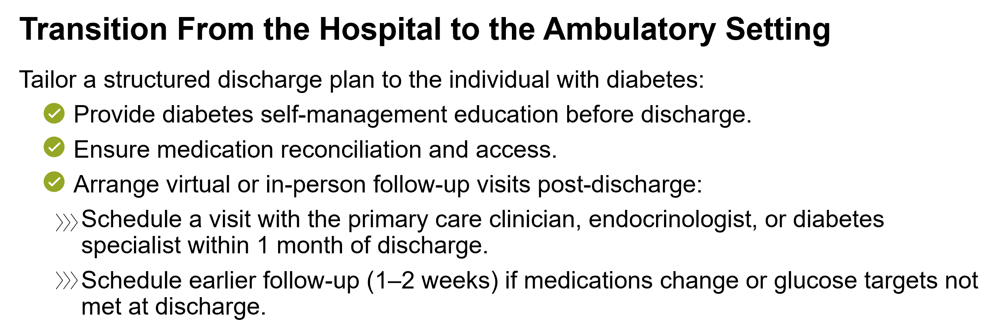 Transition From the Hospital to the Ambulatory Setting
Tailor a structured discharge plan to the individual with diabetes:
Provide diabetes self-management education before discharge.
Ensure medication reconciliation and access.
Arrange virtual or in-person follow-up visits post-discharge:
Schedule a visit with the primary care clinician, endocrinologist, or diabetes
specialist within 1 month of discharge.
Schedule earlier follow-up (1–2 weeks) if medications change or glucose targets not
met at discharge.